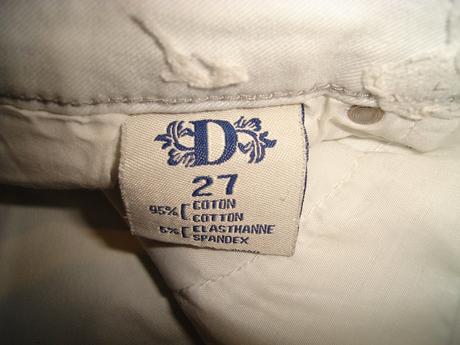 D
27
95% [ COTON
COTTON
5% [ ELASTHANNE
SPANDEX